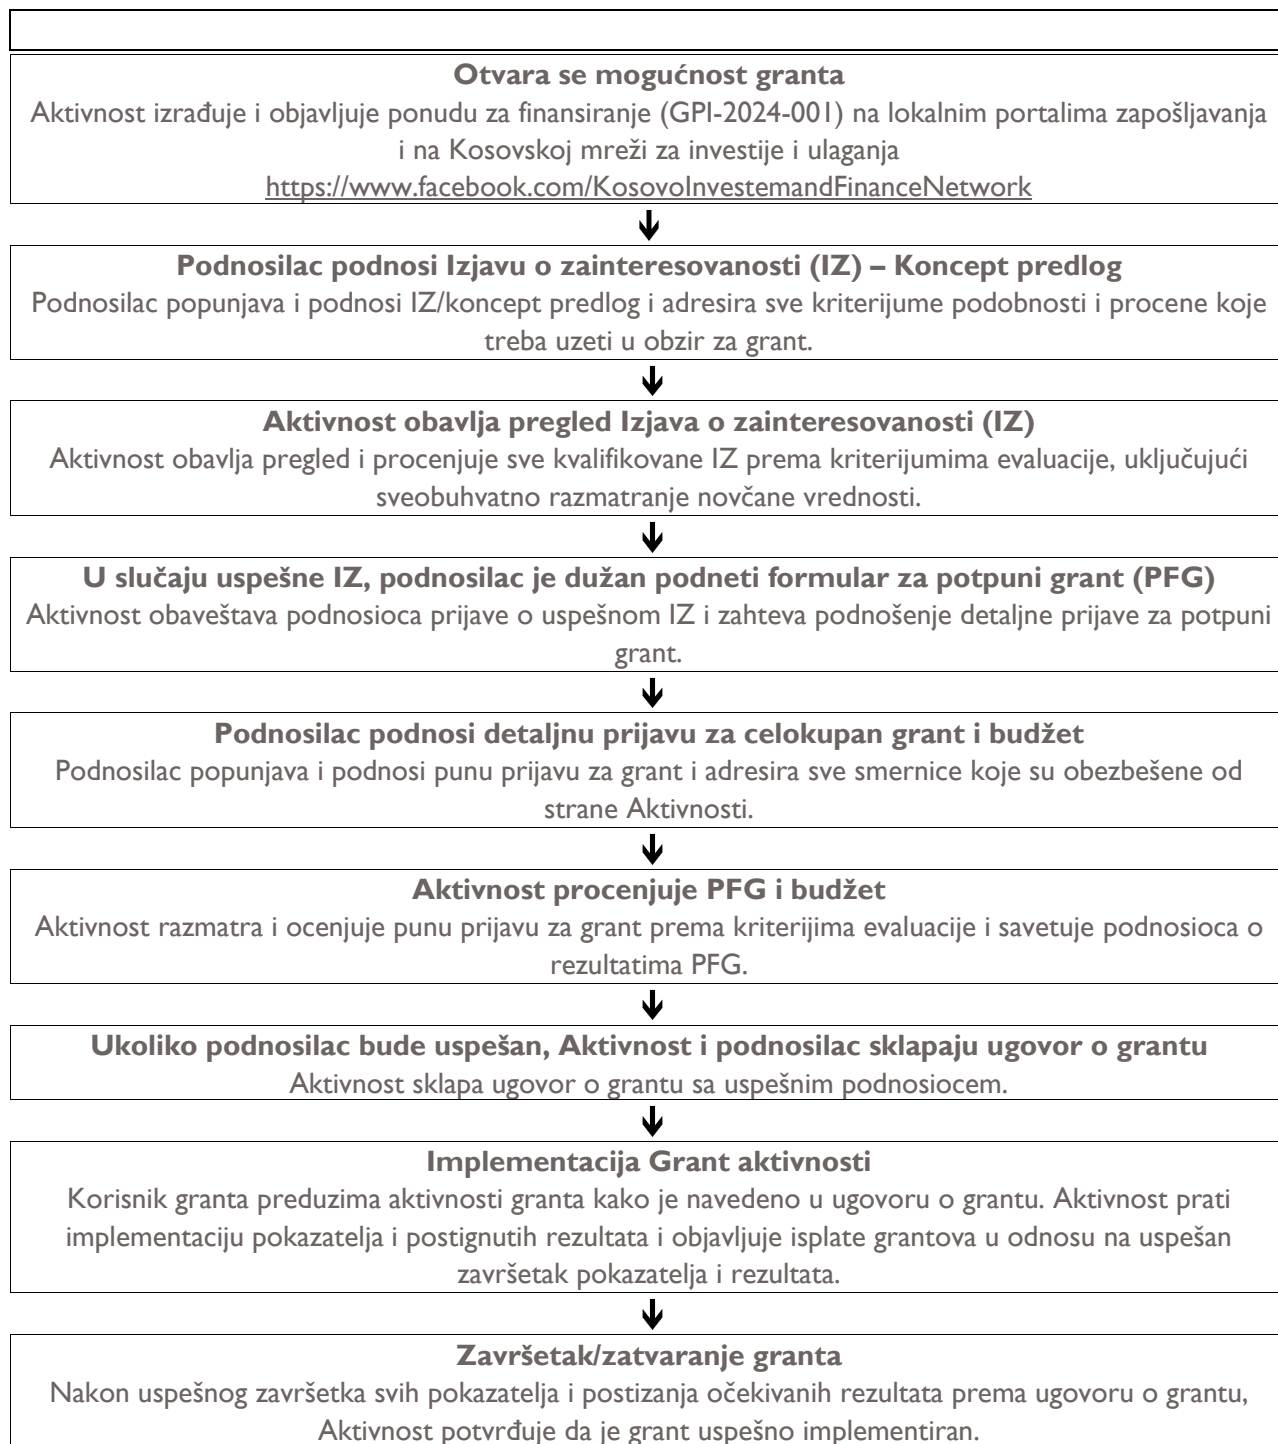 Otvara se mogućnost granta
Aktivnost izrađuje i objavljuje ponudu za finansiranje (GPI-2024-001) na lokalnim portalima zapošljavanja
i na Kosovskoj mreži za investije i ulaganja
https://www.facebook.com/KosovoInvestemandFinanceNetwork
Podnosilac podnosi Izjavu o zainteresovanosti (IZ) – Koncept predlog
Podnosilac popunjava i podnosi IZ/koncept predlog i adresira sve kriterijume podobnosti i procene koje
treba uzeti u obzir za grant.
Aktivnost obavlja pregled Izjava o zainteresovanosti (IZ)
Aktivnost obavlja pregled i procenjuje sve kvalifikovane IZ prema kriterijumima evaluacije, uključujući
sveobuhvatno razmatranje novčane vrednosti.
U slučaju uspešne IZ, podnosilac je dužan podneti formular za potpuni grant (PFG)
Aktivnost obaveštava podnosioca prijave o uspešnom IZ i zahteva podnošenje detaljne prijave za potpuni
grant.
Podnosilac podnosi detaljnu prijavu za celokupan grant i budžet
Podnosilac popunjava i podnosi punu prijavu za grant i adresira sve smernice koje su obezbešene od
strane Aktivnosti.
Aktivnost procenjuje PFG i budžet
Aktivnost razmatra i ocenjuje punu prijavu za grant prema kriterijima evaluacije i savetuje podnosioca o
rezultatima PFG.
Ukoliko podnosilac bude uspešan, Aktivnost i podnosilac sklapaju ugovor o grantu
Aktivnost sklapa ugovor o grantu sa uspešnim podnosiocem.
Implementacija Grant aktivnosti
Korisnik granta preduzima aktivnosti granta kako je navedeno u ugovoru o grantu. Aktivnost prati
implementaciju pokazatelja i postignutih rezultata i objavljuje isplate grantova u odnosu na uspešan
završetak pokazatelja i rezultata.
Završetak/zatvaranje granta
Nakon uspešnog završetka svih pokazatelja i postizanja očekivanih rezultata prema ugovoru o grantu,
Aktivnost potvrđuje da je grant uspešno implementiran.